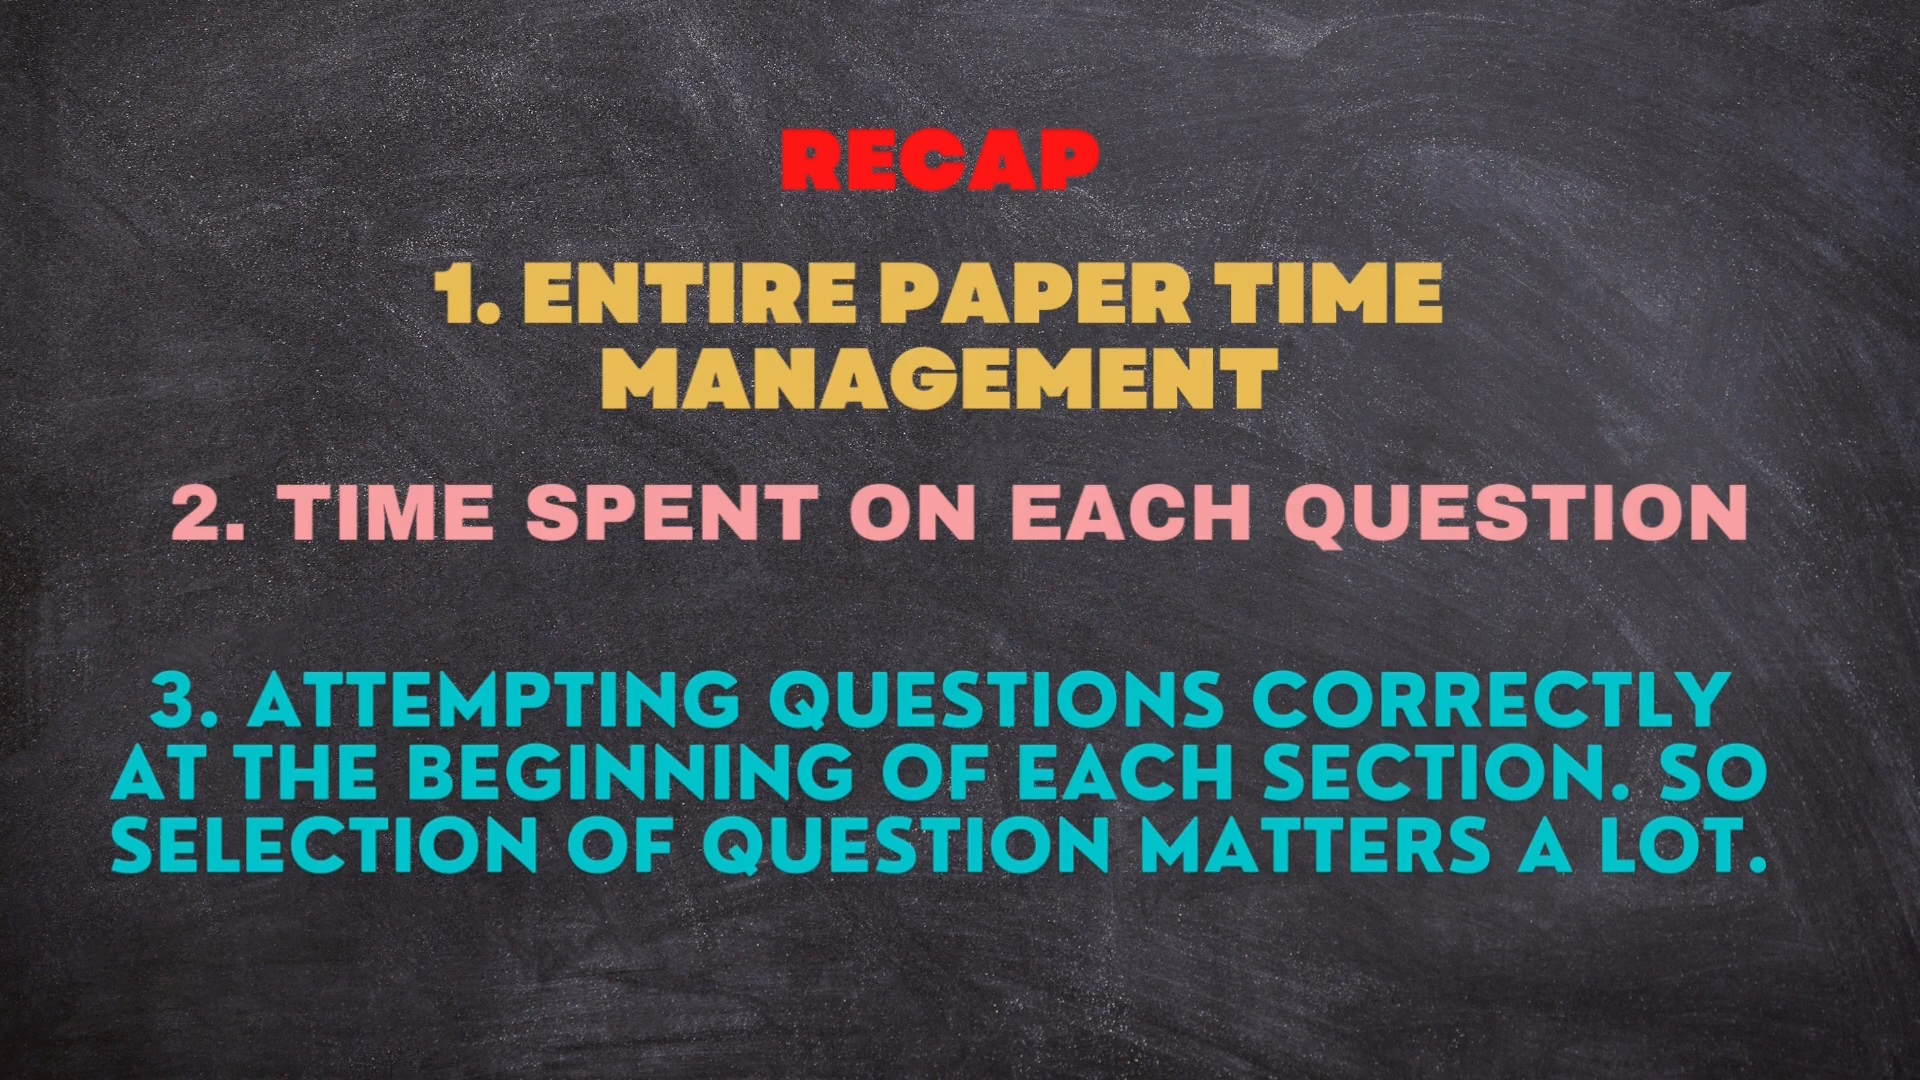 RECAP
1. ENTIRE PAPER TIME
MANAGEMENT
2. TIME SPENT ON EACH QUESTION
3. ATTEMPTING QUESTIONS CORRECTLY
AT THE BEGINNING OF EACH SECTION. SO
SELECTION OF QUESTION MATTERS A LOT.